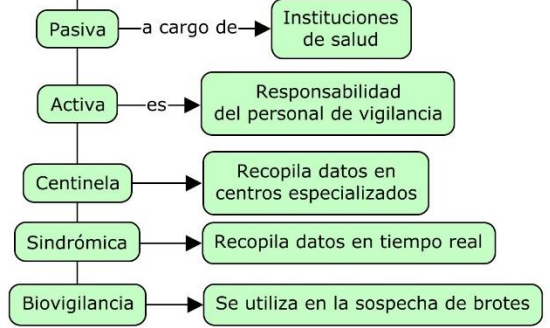 Pasiva a cargo de Instituciones
de salud
Activa es Responsabilidad
del personal de vigilancia
Centinela Recopila datos en
centros especializados
Sindrómica Recopila datos en tiempo real
Biovigilancia Se utiliza en la sospecha de brotes